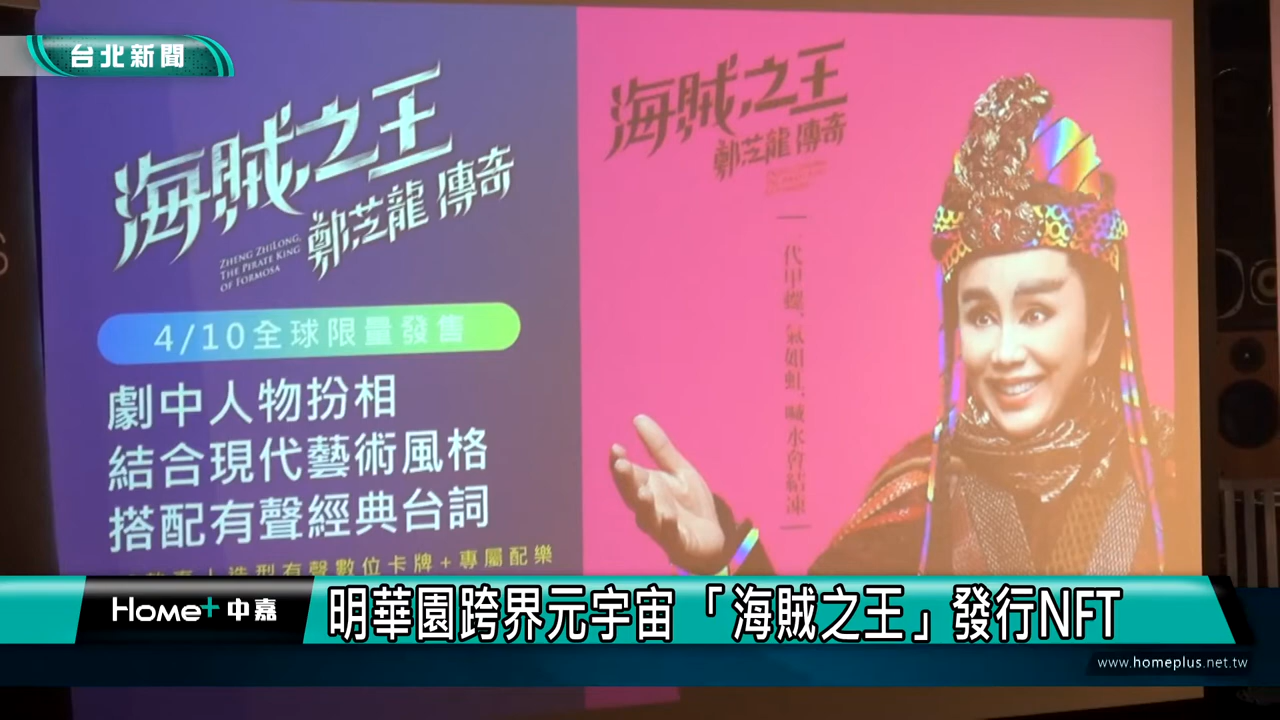 台北新聞
海賊之王
鄭芝龍 傳奇
ZHENG ZHILONG,
THE PIRATE KING
OF FORMOSA
4/10全球限量發售
劇中人物扮相
結合現代藝術風格
搭配有聲經典台詞
造型有聲數位卡牌+專屬配樂
海賊之王
鄭芝龍 傳奇
一代甲螺、氣如虹、喊水會結凍
Home+中嘉
明華園跨界元宇宙「海賊之王」發行NFT
www.homeplus.net.tw